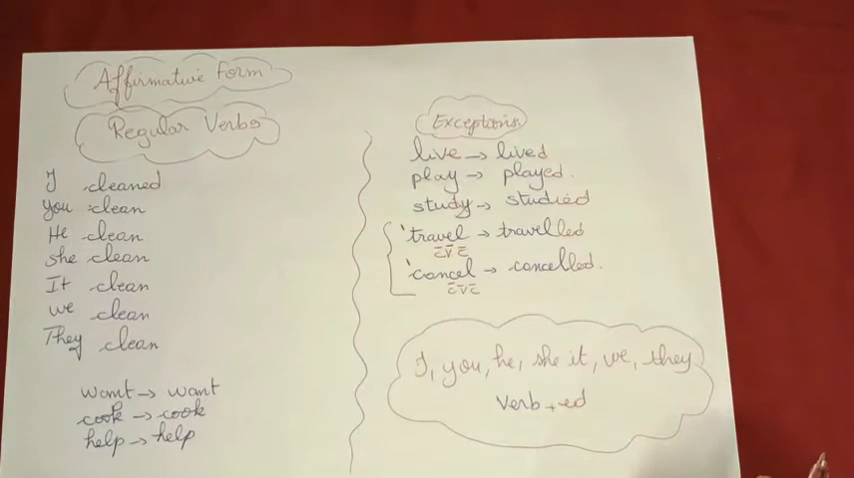 Affirmative Form
Regular Verbs
I cleaned
you clean
He clean
she clean
It clean
we clean
They clean
want → want
cook → cook
help → help
Exceptions
live → lived
play → played.
study → studied
'travel → travelled
c v c
'cancel → cancelled.
c v c
I, you, he, she it, we, they
Verb + ed